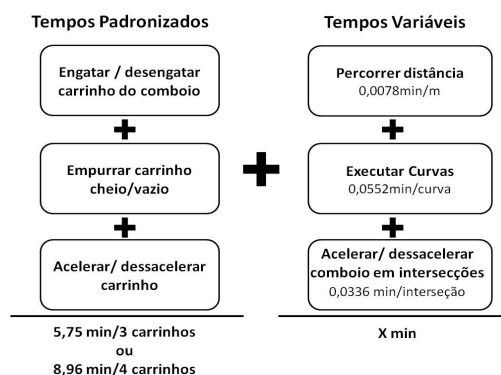 Tempos Padronizados
Engatar / desengatar
carrinho do comboio
+
Empurrar carrinho
cheio/vazio
+
Acelerar/ dessacelerar
carrinho
5,75 min/3 carrinhos
ou
8,96 min/4 carrinhos
+
Tempos Variáveis
Percorrer distância
0,0078min/m
+
Executar Curvas
0,0552min/curva
+
Acelerar/ dessacelerar
comboio em intersecções
0,0336 min/interseção
X min